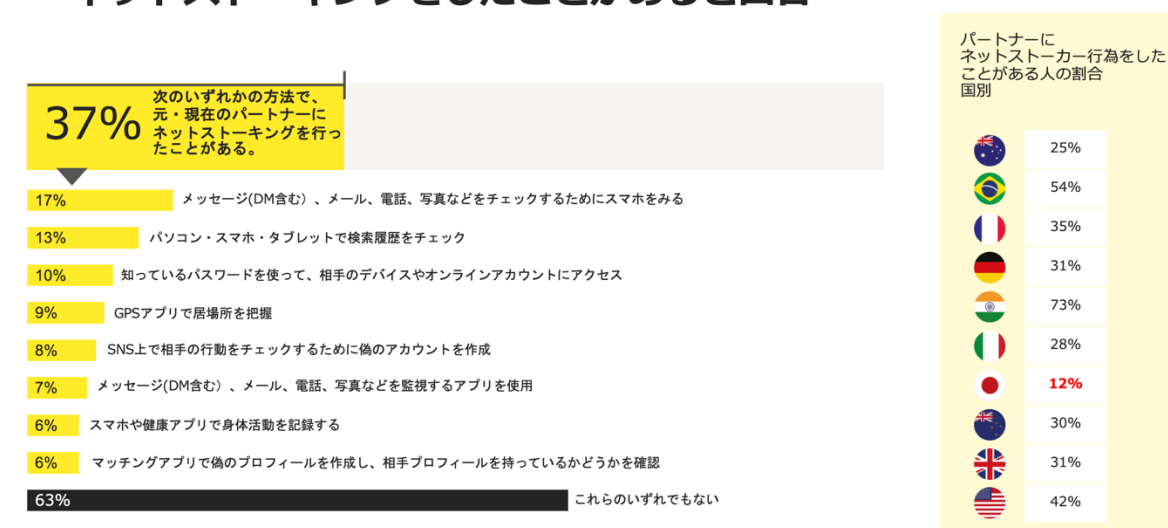 37%
次のいずれかの方法で、
元・現在のパートナーに
ネットストーキングを行っ
たことがある。
17% メッセージ(DM含む）、メール、電話、写真などをチェックするためにスマホをみる
13% パソコン・スマホ・タブレットで検索履歴をチェック
10% 知っているパスワードを使って、相手のデバイスやオンラインアカウントにアクセス
9% GPSアプリで居場所を把握
8% SNS上で相手の行動をチェックするために偽のアカウントを作成
7% メッセージ(DM含む）、メール、電話、写真などを監視するアプリを使用
6% スマホや健康アプリで身体活動を記録する
6% マッチングアプリで偽のプロフィールを作成し、相手プロフィールを持っているかどうかを確認
63% これらのいずれでもない
パートナーに
ネットストーカー行為をした
ことがある人の割合
国別
25%
54%
35%
31%
73%
28%
12%
30%
31%
42%